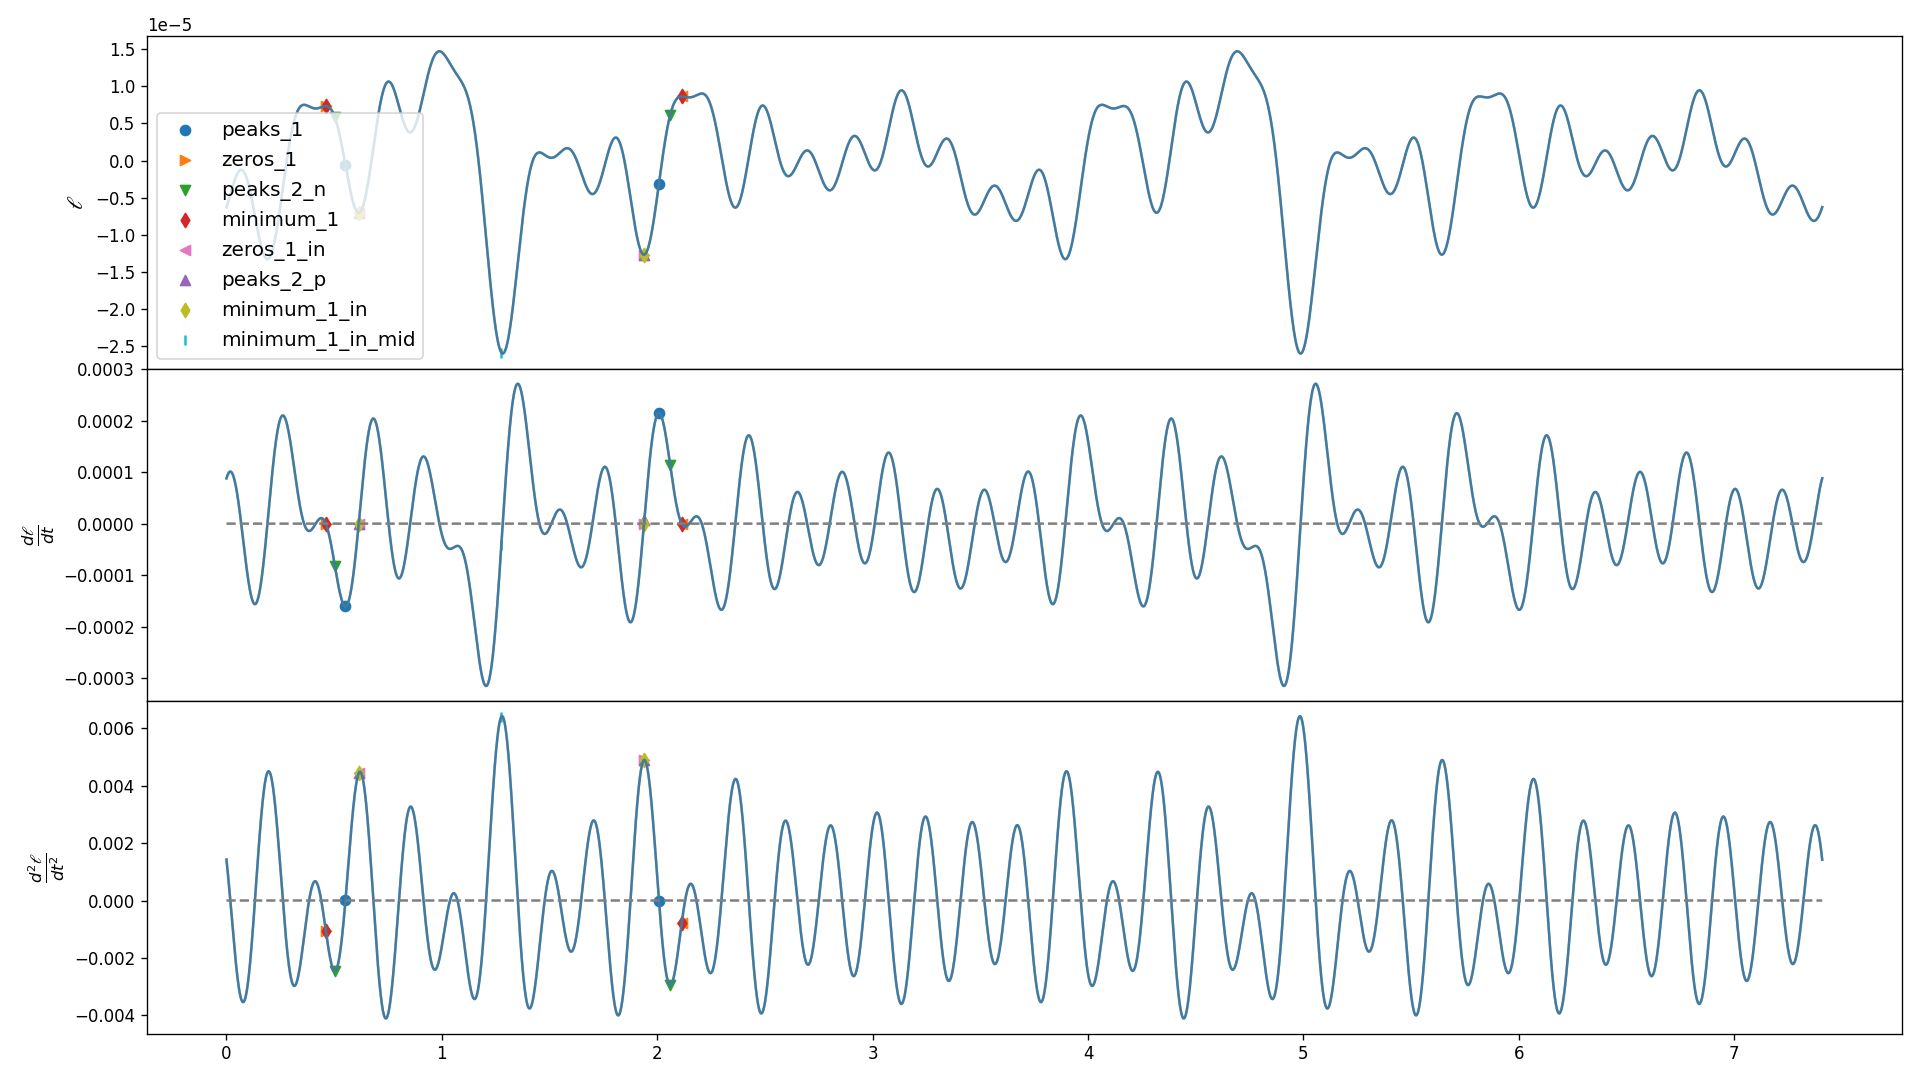 1e−5
1.5
1.0
0.5
0.0
−0.5
−1.0
−1.5
−2.0
−2.5
ℓ
peaks_1
zeros_1
peaks_2_n
minimum_1
zeros_1_in
peaks_2_p
minimum_1_in
minimum_1_in_mid
0.0003
0.0002
0.0001
0.0000
−0.0001
−0.0002
−0.0003
dℓ
dt
0.006
0.004
0.002
0.000
−0.002
−0.004
d²ℓ
dt²
0 1 2 3 4 5 6 7